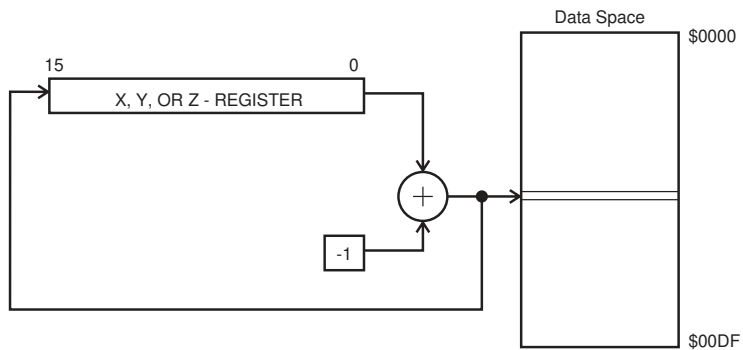 Data Space
$0000
15
0
X, Y, OR Z - REGISTER
+
-1
$00DF